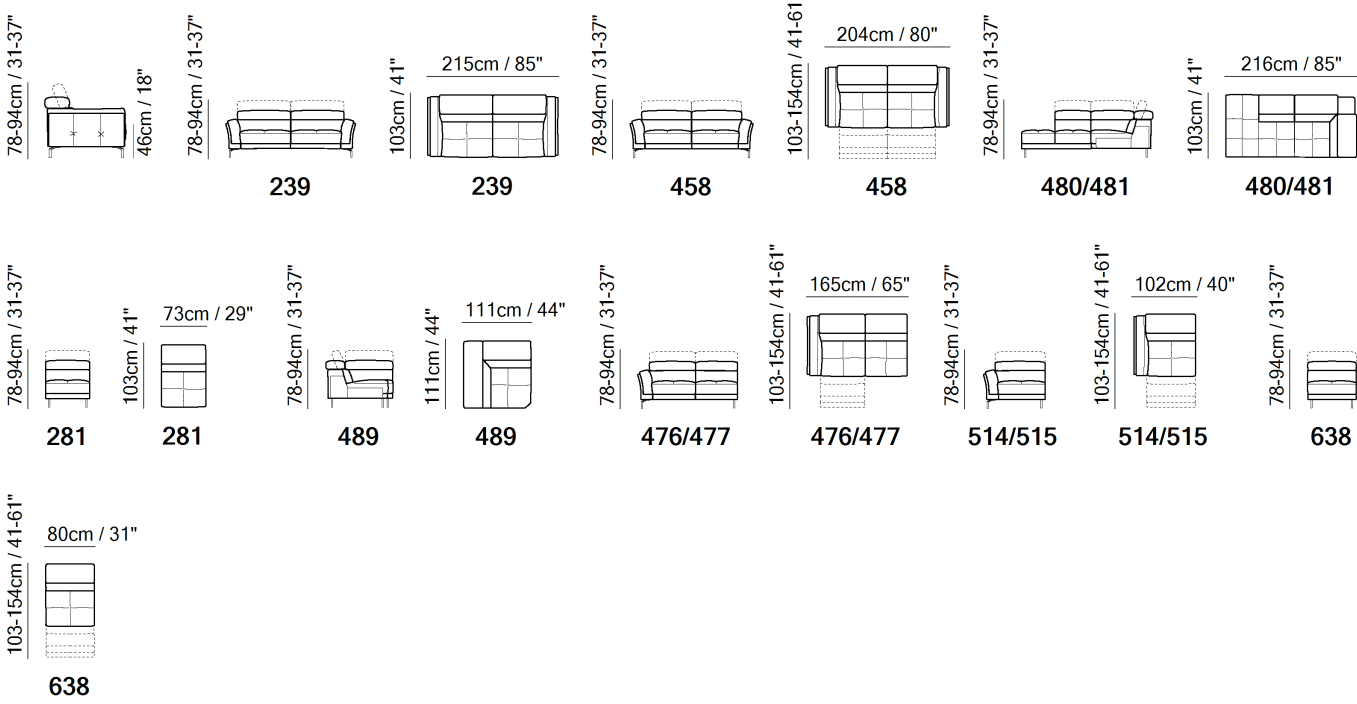 78-94cm / 31-37"
46cm / 18"
78-94cm / 31-37"
239
103cm / 41"
215cm / 85"
239
78-94cm / 31-37"
458
103-154cm / 41-61
204cm / 80"
458
78-94cm / 31-37"
480/481
103cm / 41"
216cm / 85"
480/481
78-94cm / 31-37"
281
103cm / 41"
73cm / 29"
281
78-94cm / 31-37"
489
111cm / 44"
111cm / 44"
489
78-94cm / 31-37"
476/477
103-154cm / 41-61"
165cm / 65"
476/477
78-94cm / 31-37"
514/515
103-154cm / 41-61"
102cm / 40"
514/515
78-94cm / 31-37"
638
103-154cm / 41-61"
80cm / 31"
638